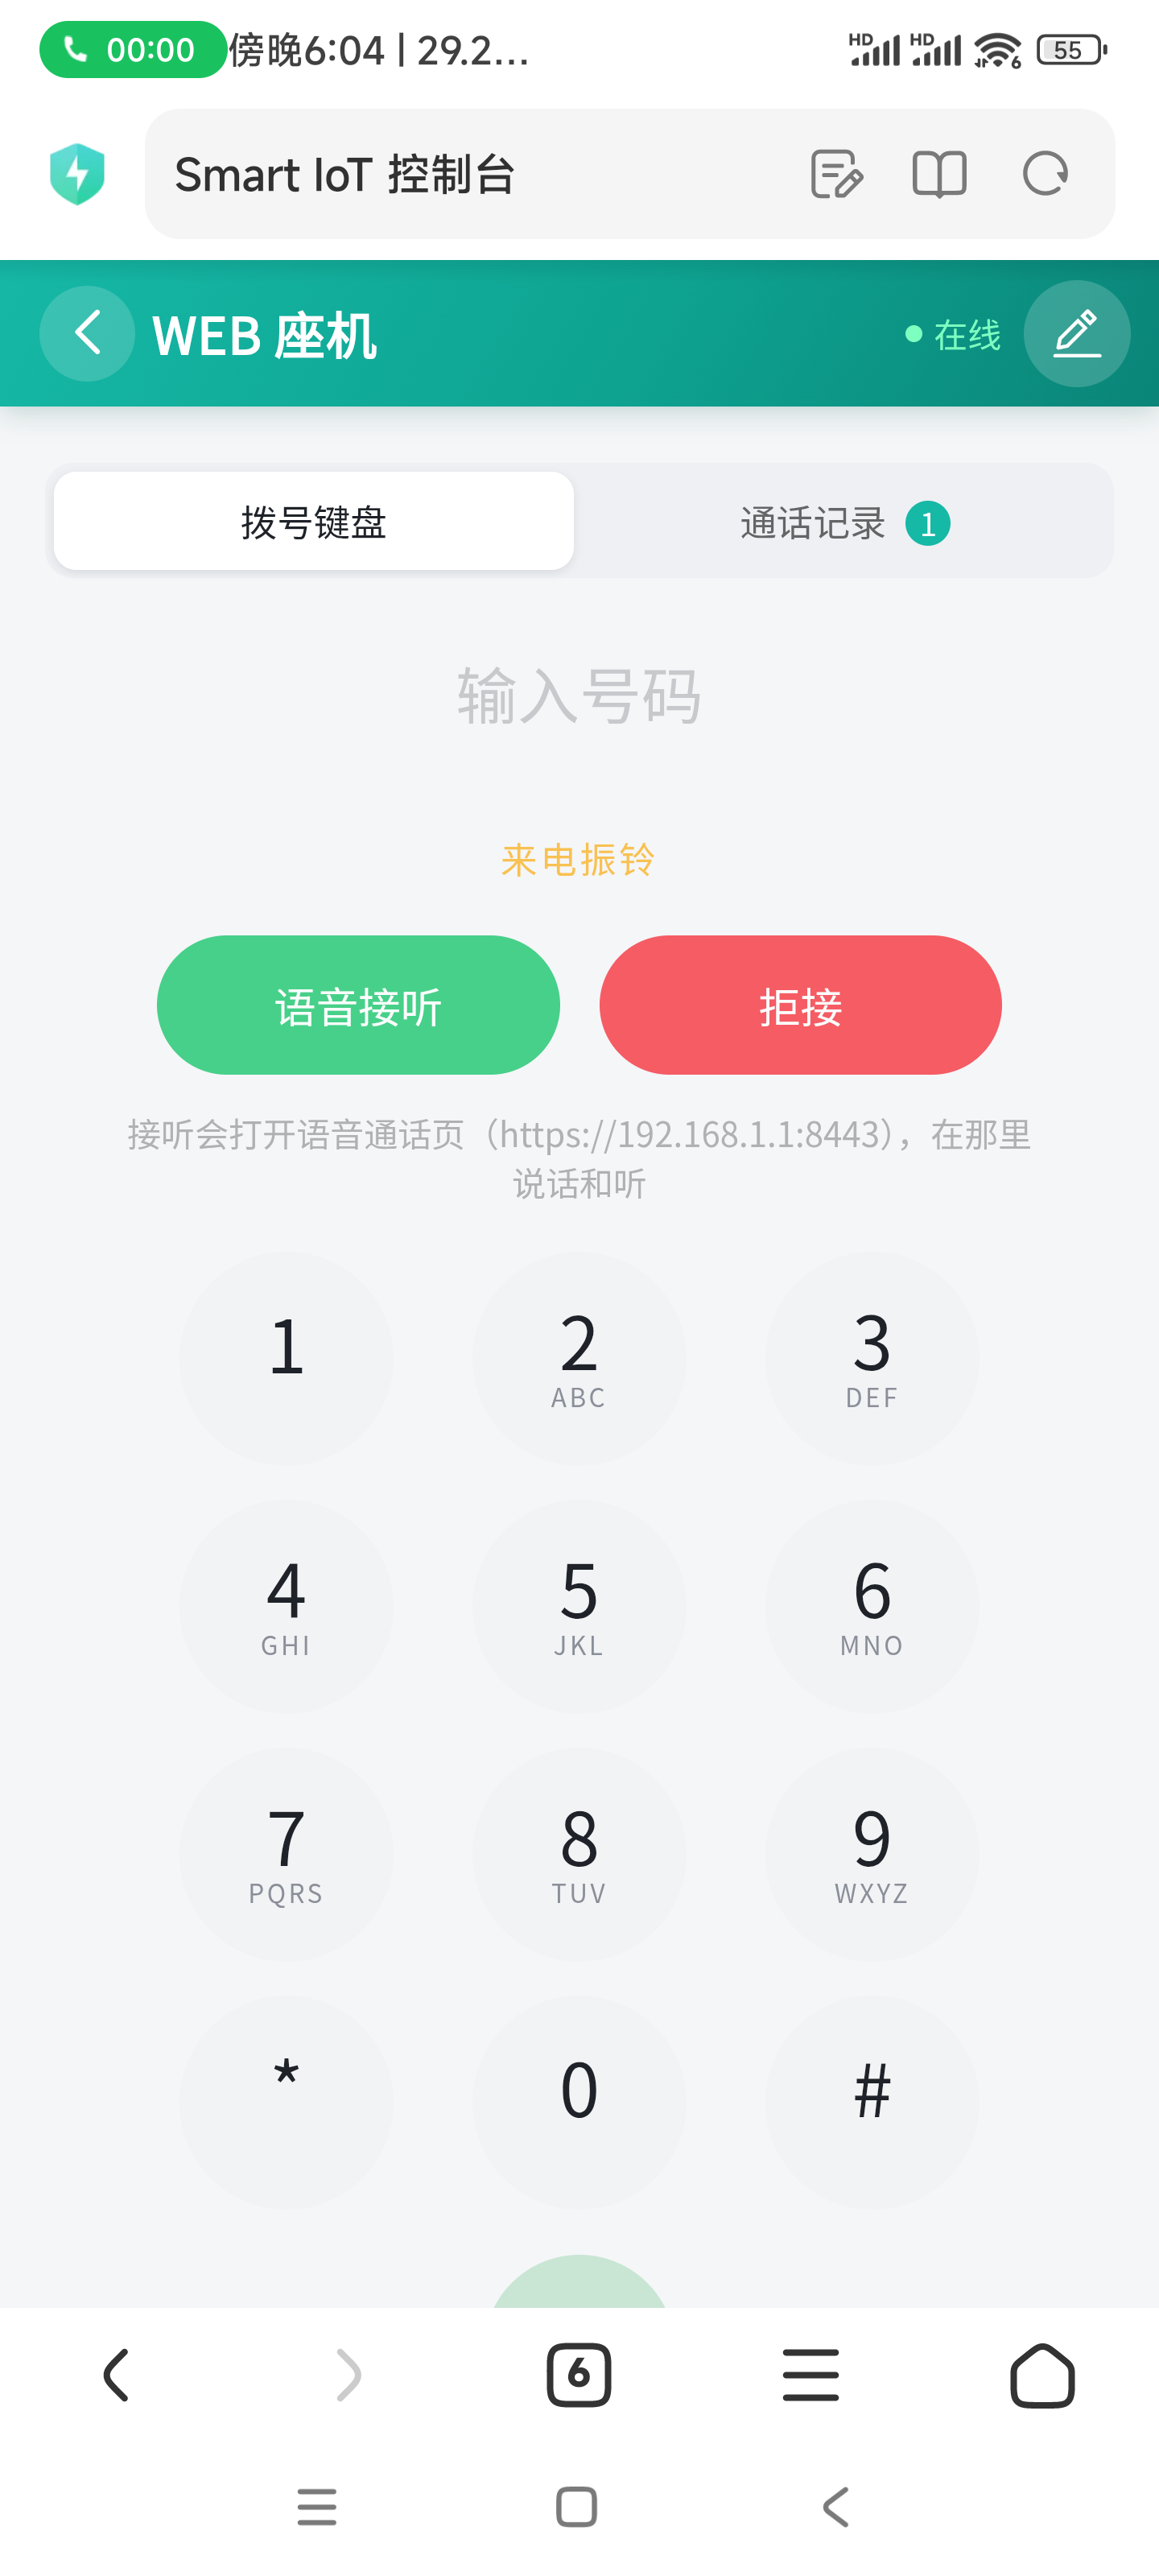 00:00 傍晚6:04 | 29.2... HD HD 6 55
Smart IoT 控制台
WEB 座机 在线
拨号键盘 通话记录 1
输入号码
来电振铃
语音接听 拒接
接听会打开语音通话页（https://192.168.1.1:8443），在那里
说话和听
1 2 3
ABC DEF
4 5 6
GHI JKL MNO
7 8 9
PQRS TUV WXYZ
* 0 #
6